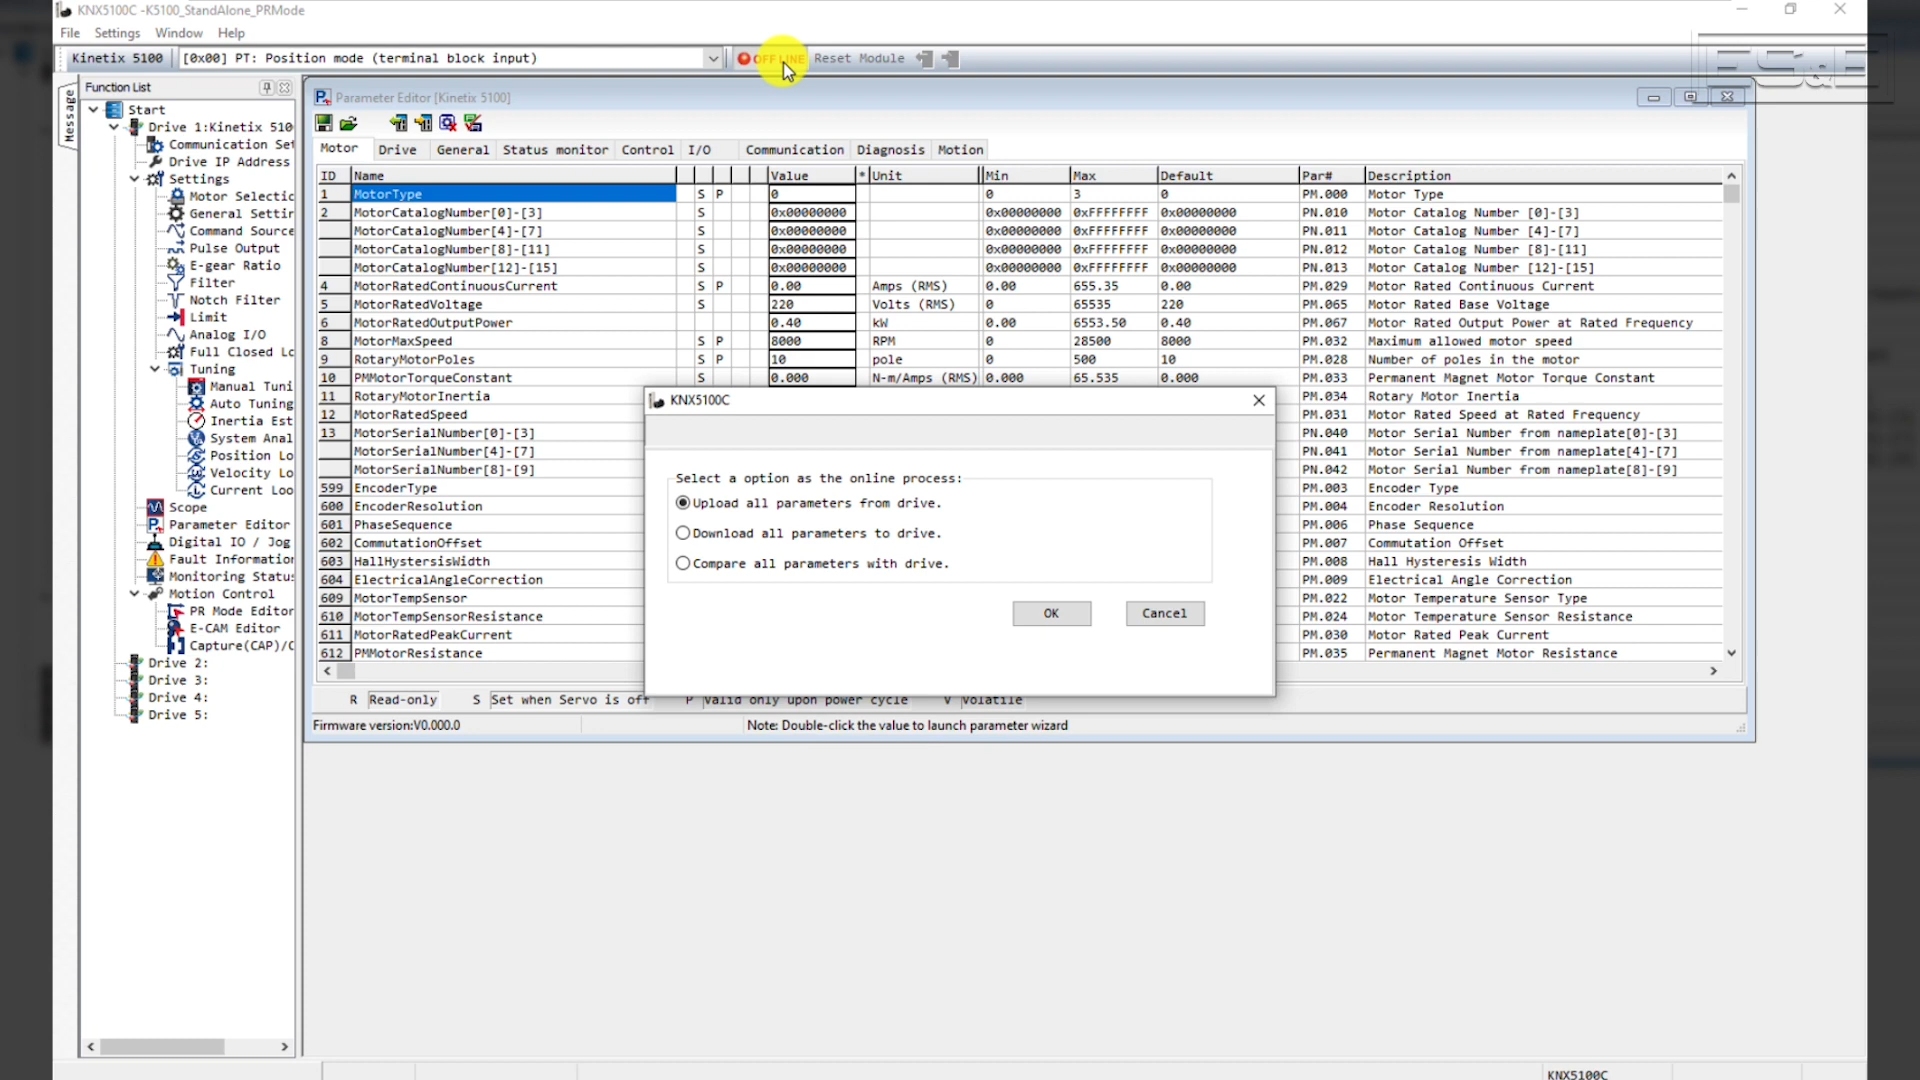 KNX5100C -K5100_StandAlone_PRMode
File Settings Window Help
Kinetix 5100 [0x00] PT: Position mode (terminal block input) OFFLINE Reset Module
Message
Function List
Start
Drive 1:Kinetix 510
Communication Set
Drive IP Address
Settings
Motor Selectio
General Settir
Command Source
Pulse Output
E-gear Ratio
Filter
Notch Filter
Limit
Analog I/O
Full Closed Lo
Tuning
Manual Tuni
Auto Tuning
Inertia Est
System Anal
Position Lo
Velocity Lo
Current Loo
Scope
Parameter Editor
Digital IO / Jog
Fault Information
Monitoring Status
Motion Control
PR Mode Editor
E-CAM Editor
Capture(CAP)/C
Drive 2:
Drive 3:
Drive 4:
Drive 5:
Parameter Editor [Kinetix 5100]
Motor Drive General Status monitor Control I/O Communication Diagnosis Motion
ID Name Value * Unit Min Max Default Par# Description
1 MotorType S P 0 0 3 0 PM.000 Motor Type
2 MotorCatalogNumber[0]-[3] S 0x00000000 0x00000000 0xFFFFFFFF 0x00000000 PN.010 Motor Catalog Number [0]-[3]
MotorCatalogNumber[4]-[7] S 0x00000000 0x00000000 0xFFFFFFFF 0x00000000 PN.011 Motor Catalog Number [4]-[7]
MotorCatalogNumber[8]-[11] S 0x00000000 0x00000000 0xFFFFFFFF 0x00000000 PN.012 Motor Catalog Number [8]-[11]
MotorCatalogNumber[12]-[15] S 0x00000000 0x00000000 0xFFFFFFFF 0x00000000 PN.013 Motor Catalog Number [12]-[15]
4 MotorRatedContinuousCurrent S P 0.00 Amps (RMS) 0.00 655.35 0.00 PM.029 Motor Rated Continuous Current
5 MotorRatedVoltage S 220 Volts (RMS) 0 65535 220 PM.065 Motor Rated Base Voltage
6 MotorRatedOutputPower 0.40 kW 0.00 6553.50 0.40 PM.067 Motor Rated Output Power at Rated Frequency
8 MotorMaxSpeed S P 8000 RPM 0 28500 8000 PM.032 Maximum allowed motor speed
9 RotaryMotorPoles S P 10 pole 0 500 10 PM.028 Number of poles in the motor
10 PMMotorTorqueConstant S 0.000 N-m/Amps (RMS) 0.000 65.535 0.000 PM.033 Permanent Magnet Motor Torque Constant
11 RotaryMotorInertia PM.034 Rotary Motor Inertia
12 MotorRatedSpeed PM.031 Motor Rated Speed at Rated Frequency
13 MotorSerialNumber[0]-[3] PN.040 Motor Serial Number from nameplate[0]-[3]
MotorSerialNumber[4]-[7] PN.041 Motor Serial Number from nameplate[4]-[7]
MotorSerialNumber[8]-[9] PN.042 Motor Serial Number from nameplate[8]-[9]
599 EncoderType PM.003 Encoder Type
600 EncoderResolution PM.004 Encoder Resolution
601 PhaseSequence PM.006 Phase Sequence
602 CommutationOffset PM.007 Commutation Offset
603 HallHystersisWidth PM.008 Hall Hysteresis Width
604 ElectricalAngleCorrection PM.009 Electrical Angle Correction
609 MotorTempSensor PM.022 Motor Temperature Sensor Type
610 MotorTempSensorResistance PM.024 Motor Temperature Sensor Resistance
611 MotorRatedPeakCurrent PM.030 Motor Rated Peak Current
612 PMMotorResistance PM.035 Permanent Magnet Motor Resistance
KNX5100C
Select a option as the online process:
Upload all parameters from drive.
Download all parameters to drive.
Compare all parameters with drive.
OK Cancel
R Read-only S Set when Servo is off P Valid only upon power cycle V Volatile
Firmware version:V0.000.0 Note: Double-click the value to launch parameter wizard
KNX5100C